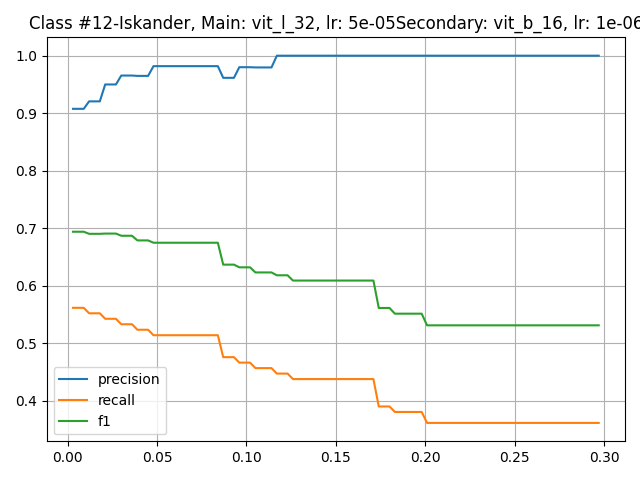 Class #12-Iskander, Main: vit_l_32, lr: 5e-05Secondary: vit_b_16, lr: 1e-06
1.0
0.9
0.8
0.7
0.6
0.5
0.4
precision
recall
f1
0.00 0.05 0.10 0.15 0.20 0.25 0.30